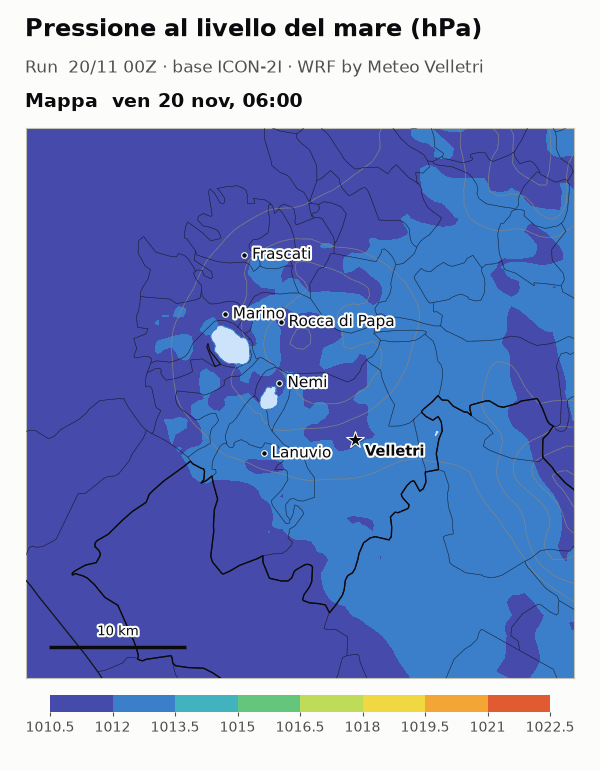 Pressione al livello del mare (hPa)
Run  20/11 00Z · base ICON-2I · WRF by Meteo Velletri
Mappa  ven 20 nov, 06:00
Frascati
Marino
Rocca di Papa
Nemi
Velletri
Lanuvio
10 km
1010.5 1012 1013.5 1015 1016.5 1018 1019.5 1021 1022.5